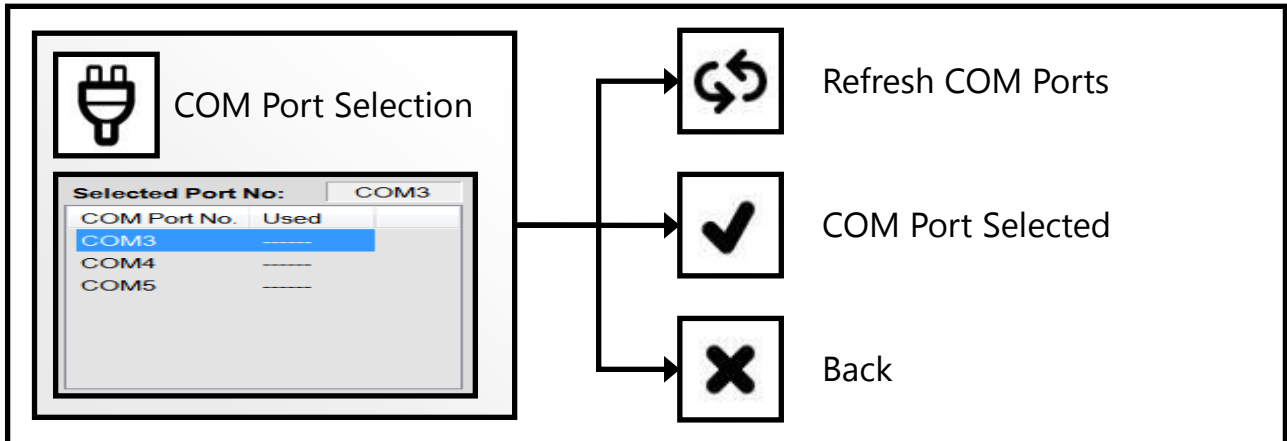 COM Port Selection
Selected Port No: COM3
COM Port No. Used
COM3 ------
COM4 ------
COM5 ------
Refresh COM Ports
COM Port Selected
Back